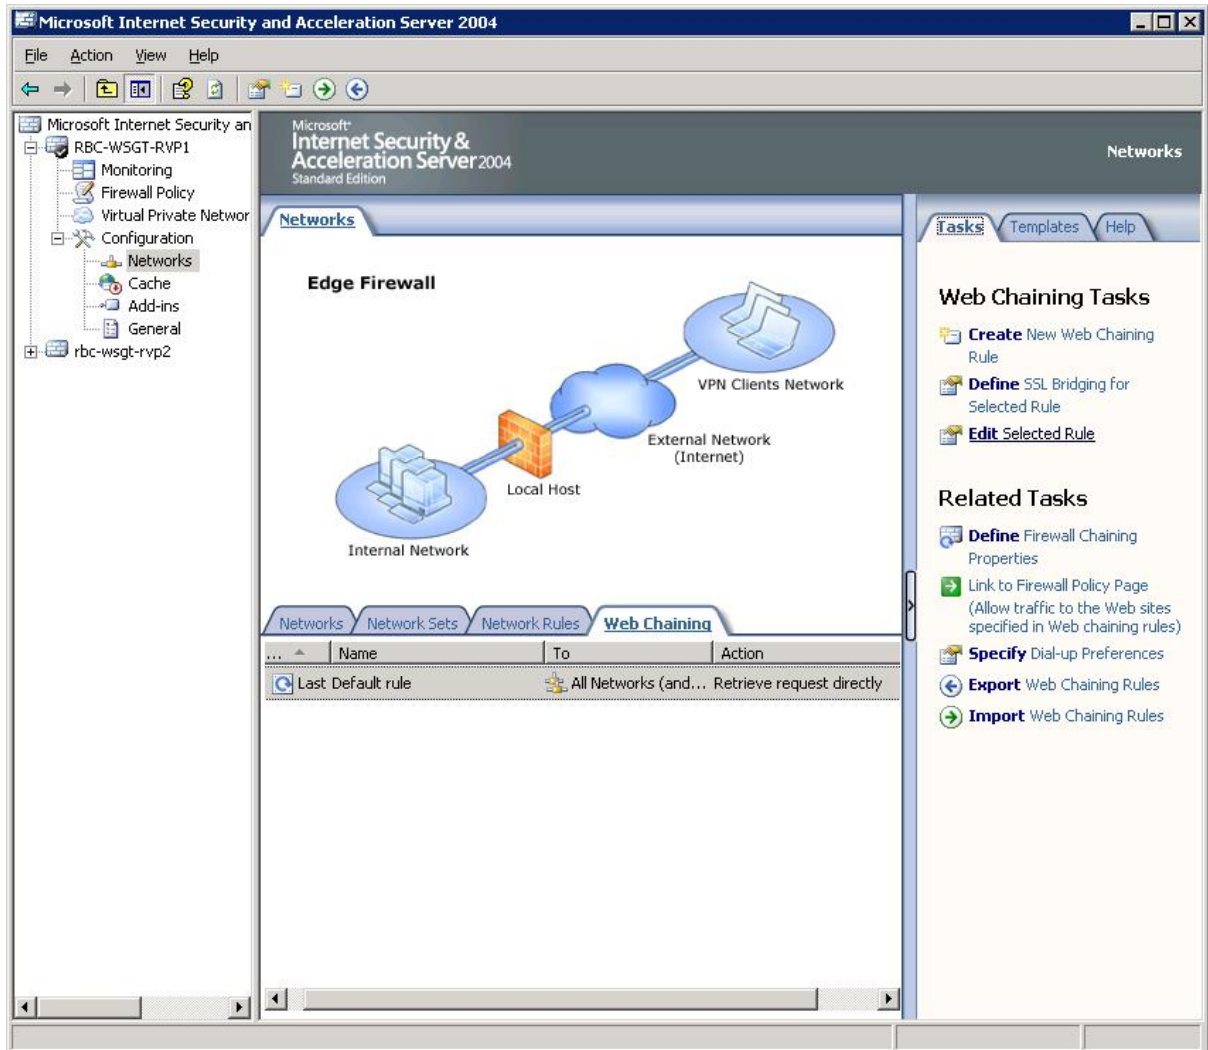 Microsoft Internet Security and Acceleration Server 2004
File Action View Help
Microsoft Internet Security an
RBC-WSGT-RVP1
Monitoring
Firewall Policy
Virtual Private Networ
Configuration
Networks
Cache
Add-ins
General
rbc-wsgt-rvp2
Microsoft
Internet Security &
Acceleration Server 2004
Standard Edition
Networks
Networks
Edge Firewall
VPN Clients Network
External Network
(Internet)
Local Host
Internal Network
Networks Network Sets Network Rules Web Chaining
... Name To Action
Last Default rule All Networks (and... Retrieve request directly
Tasks Templates Help
Web Chaining Tasks
Create New Web Chaining
Rule
Define SSL Bridging for
Selected Rule
Edit Selected Rule
Related Tasks
Define Firewall Chaining
Properties
Link to Firewall Policy Page
(Allow traffic to the Web sites
specified in Web chaining rules)
Specify Dial-up Preferences
Export Web Chaining Rules
Import Web Chaining Rules